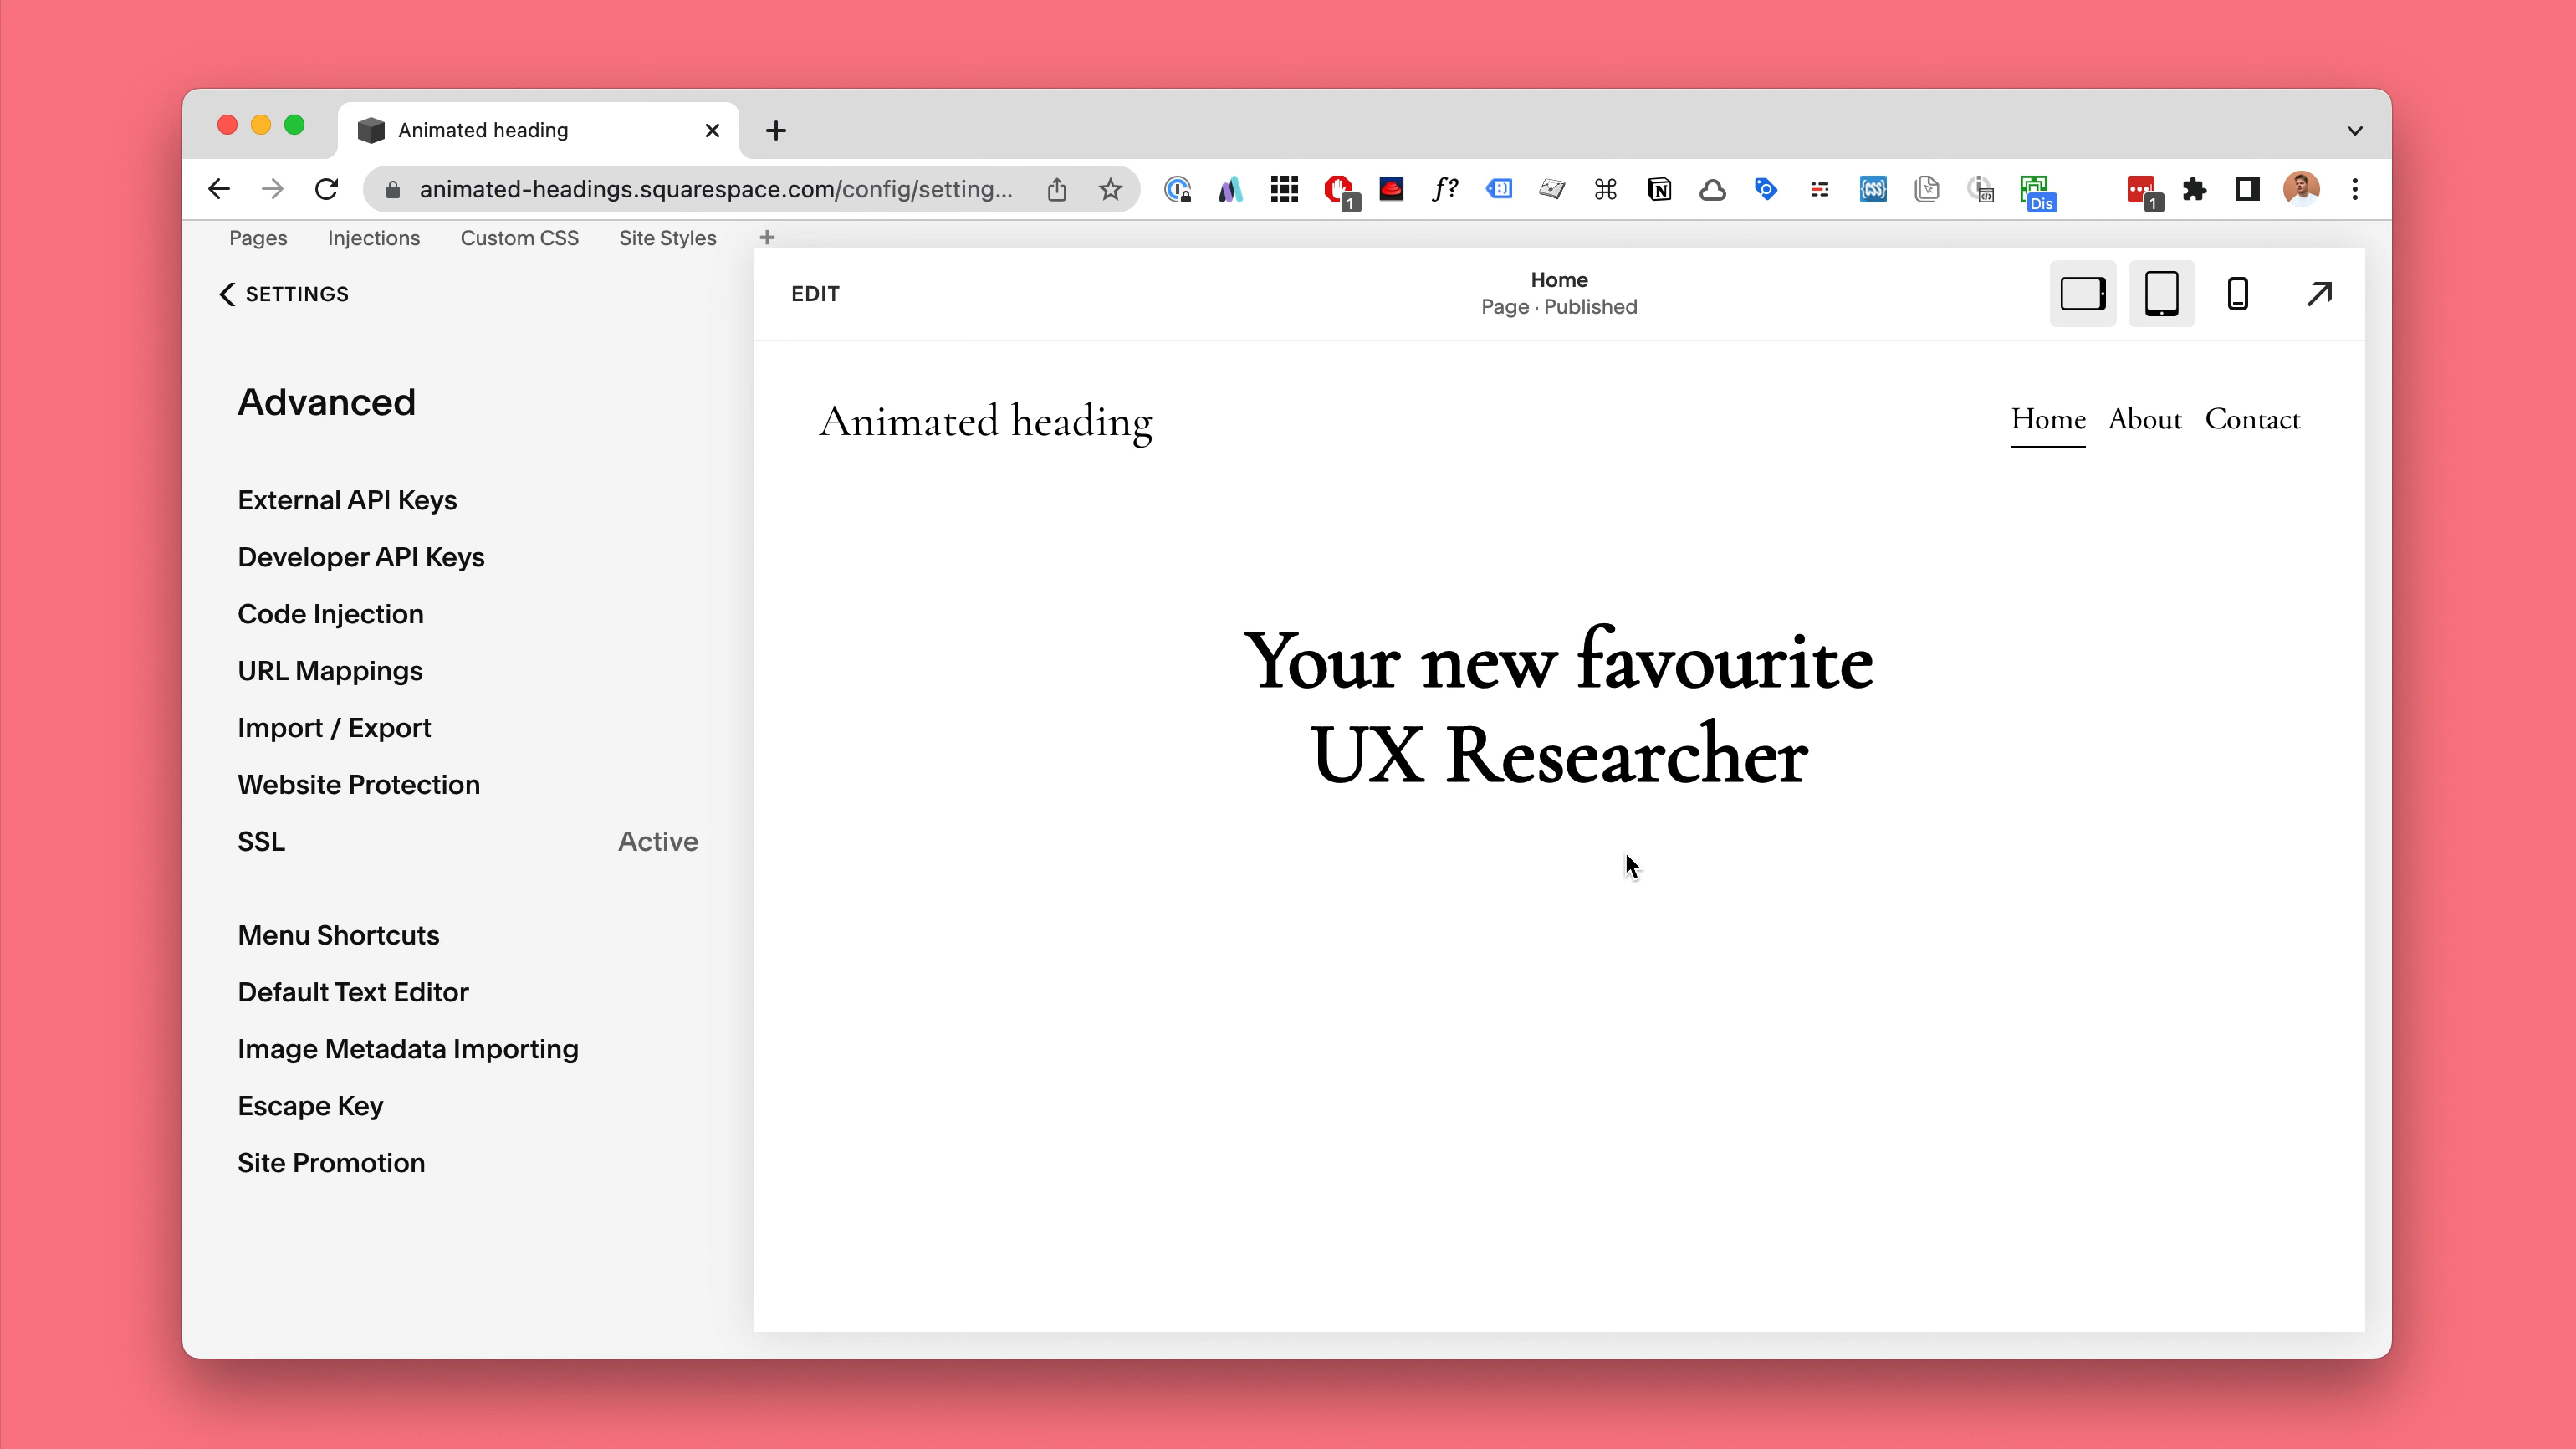 Animated heading
animated-headings.squarespace.com/config/setting...
1
f?
Dis
1
Pages Injections Custom CSS Site Styles +
SETTINGS
EDIT
Home
Page · Published
Advanced
Animated heading
Home About Contact
External API Keys
Developer API Keys
Code Injection
URL Mappings
Import / Export
Website Protection
SSL Active
Your new favourite
UX Researcher
Menu Shortcuts
Default Text Editor
Image Metadata Importing
Escape Key
Site Promotion